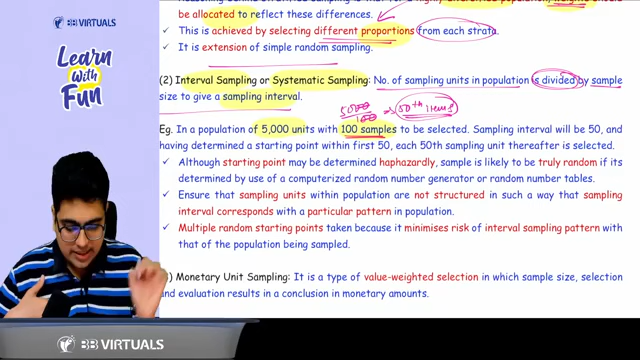 BB VIRTUALS
Learn
With
Fun
be allocated to reflect these differences.
✓ This is achieved by selecting different proportions from each strata.
✓ It is extension of simple random sampling.
(2) Interval Sampling or Systematic Sampling: No. of sampling units in population is divided by sample
size to give a sampling interval.
5000/100 => 50th items
Eg. In a population of 5,000 units with 100 samples to be selected. Sampling interval will be 50, and
having determined a starting point within first 50, each 50th sampling unit thereafter is selected.
✓ Although starting point may be determined haphazardly, sample is likely to be truly random if its
determined by use of a computerized random number generator or random number tables.
✓ Ensure that sampling units within population are not structured in such a way that sampling
interval corresponds with a particular pattern in population.
✓ Multiple random starting points taken because it minimises risk of interval sampling pattern with
that of the population being sampled.
) Monetary Unit Sampling: It is a type of value-weighted selection in which sample size, selection
and evaluation results in a conclusion in monetary amounts.
BB VIRTUALS